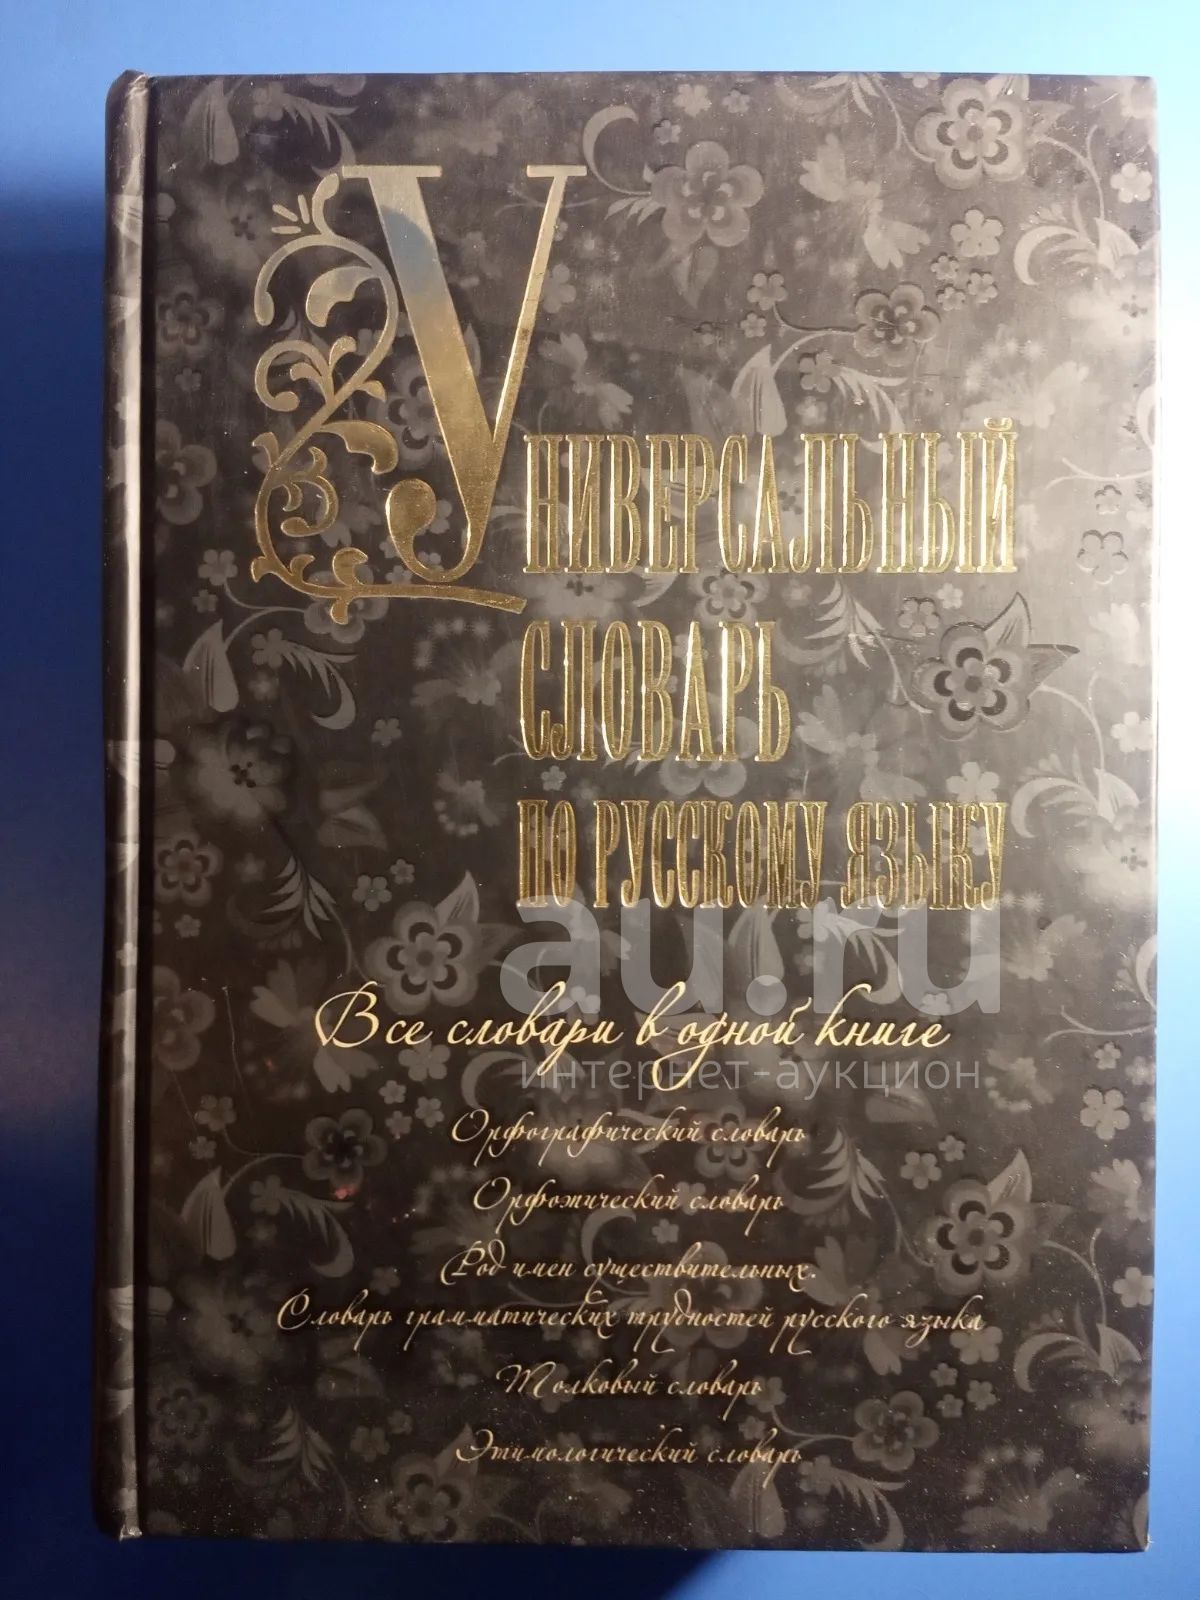 Универсальный
словарь
по русскому языку
au.ru
Все словари в одной книге
интернет-аукцион
Орфографический словарь
Орфоэпический словарь
Род имен существительных.
Словарь грамматических трудностей русского языка
Толковый словарь
Этимологический словарь